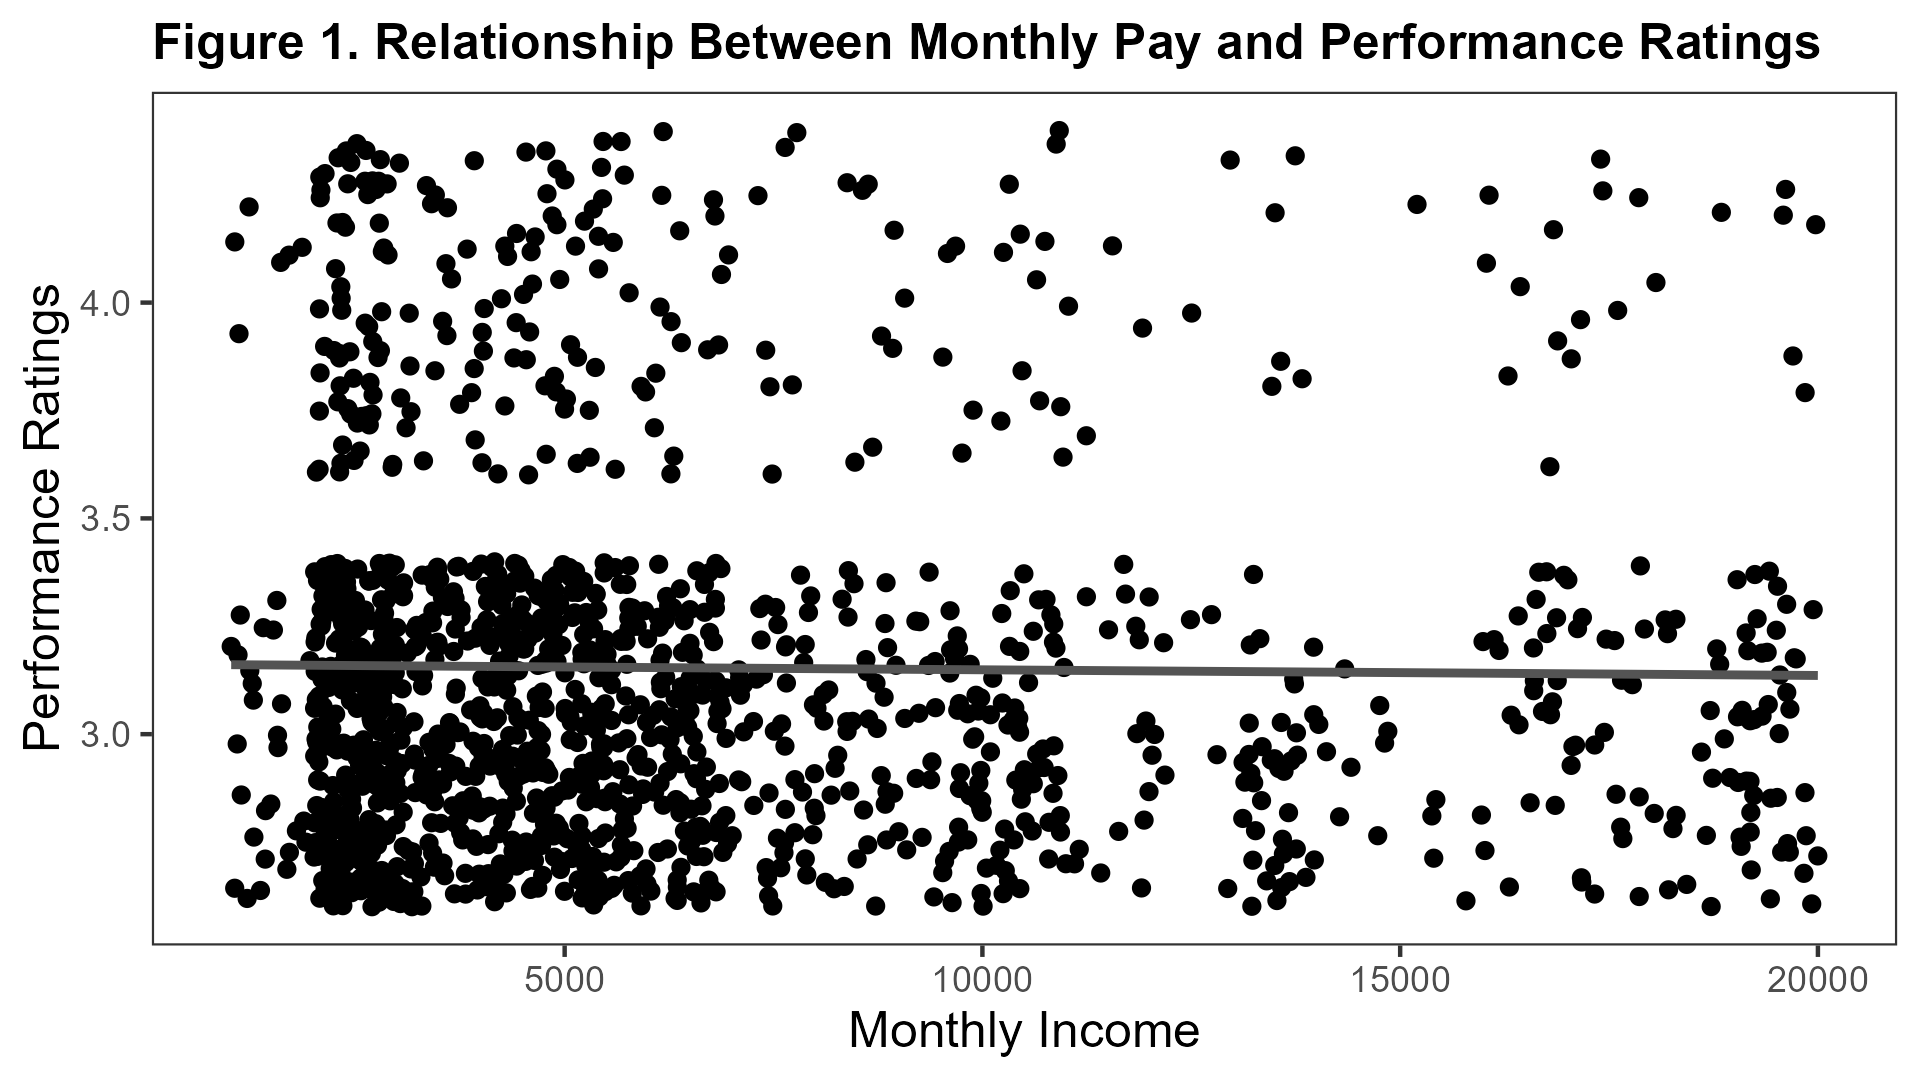 Figure 1. Relationship Between Monthly Pay and Performance Ratings
Performance Ratings
4.0
3.5
3.0
5000
10000
15000
20000
Monthly Income